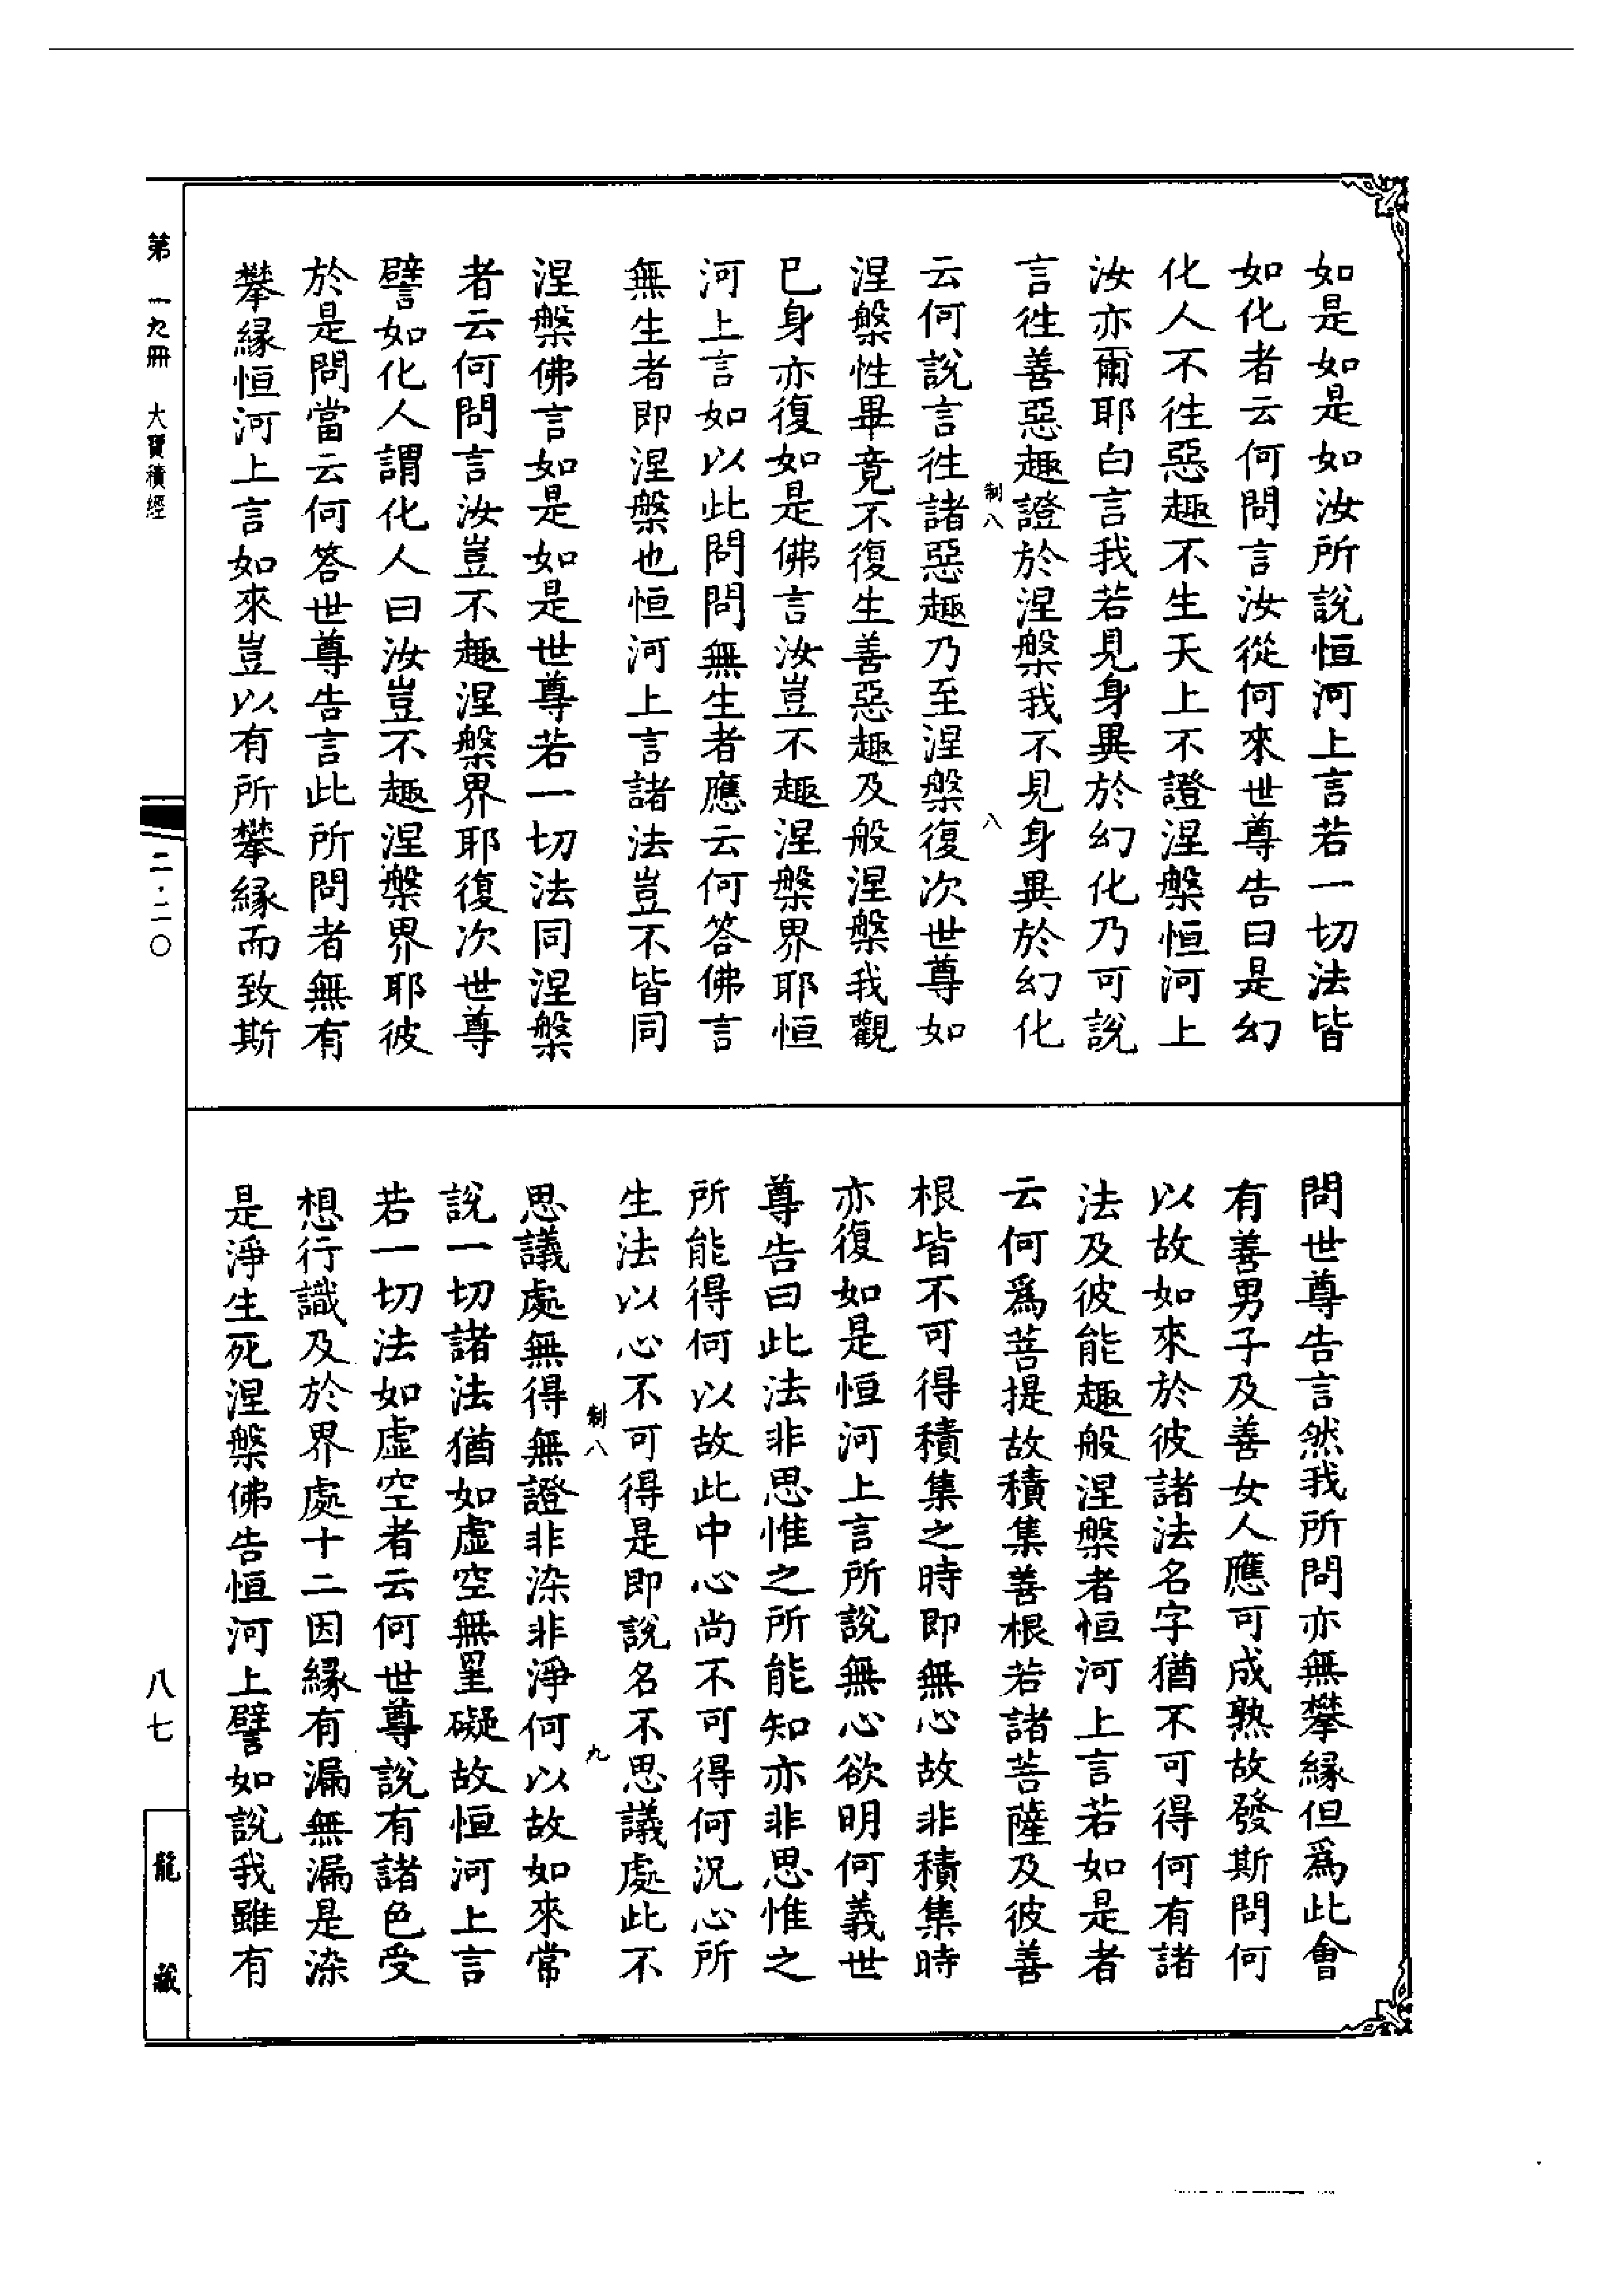 如是如是如汝所說恒河上言若一切法皆
如化者云何問言汝從何來世尊告曰是幻
化人不徃惡趣不生天上不證涅槃恒河上
汝亦爾耶白言我若見身異於幻化乃可說
言徃善惡趣證於涅槃我不見身異於幻化
制八
八
云何說言徃諸惡趣乃至涅槃復次世尊如
涅槃性畢竟不復生善惡趣及般涅槃我觀
已身亦復如是佛言汝豈不趣涅槃界耶恒
河上言如以此問問無生者應云何答佛言
無生者即涅槃也恒河上言諸法豈不皆同
涅槃佛言如是如是世尊若一切法同涅槃
者云何問言汝豈不趣涅槃界耶復次世尊
譬如化人謂化人曰汝豈不趣涅槃界耶彼
於是問當云何答世尊告言此所問者無有
攀緣恒河上言如來豈以有所攀緣而致斯
問世尊告言然我所問亦無攀緣但爲此會
有善男子及善女人應可成熟故發斯問何
以故如來於彼諸法名字猶不可得何有諸
法及彼能趣般涅槃者恒河上言若如是者
云何爲菩提故積集善根若諸菩薩及彼善
根皆不可得積集之時即無心故非積集時
亦復如是恒河上言所說無心欲明何義世
尊告曰此法非思惟之所能知亦非思惟之
所能得何以故此中心尚不可得何況心所
生法以心不可得是即說名不思議處此不
制八
九
思議處無得無證非染非淨何以故如來常
說一切諸法猶如虛空無罣礙故恒河上言
若一切法如虛空者云何世尊說有諸色受
想行識及於界處十二因緣有漏無漏是染
是淨生死涅槃佛告恒河上譬如說我雖有
第一九冊 大寶積經
二·二〇
八七
龍藏